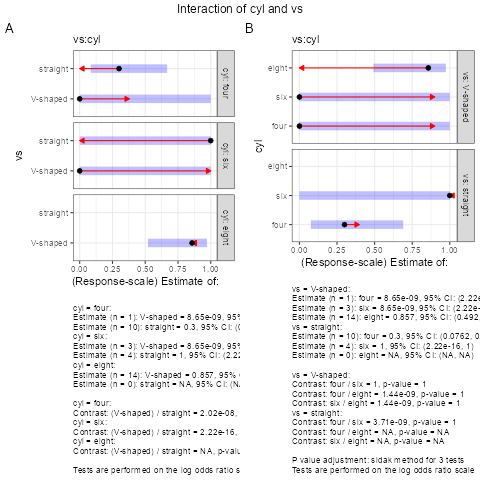 Interaction of cyl and vs
A
vs:cyl
vs
straight
V-shaped
cyl: four
straight
V-shaped
cyl: six
straight
V-shaped
cyl: eight
0.00 0.25 0.50 0.75 1.00
(Response-scale) Estimate of:
cyl = four:
Estimate (n = 1): V-shaped = 8.65e-09, 95%
Estimate (n = 10): straight = 0.3, 95% CI: (0
cyl = six:
Estimate (n = 3): V-shaped = 8.65e-09, 95%
Estimate (n = 4): straight = 1, 95% CI: (2.22
cyl = eight:
Estimate (n = 14): V-shaped = 0.857, 95%
Estimate (n = 0): straight = NA, 95% CI: (N
cyl = four:
Contrast: (V-shaped) / straight = 2.02e-08,
cyl = six:
Contrast: (V-shaped) / straight = 2.22e-16,
cyl = eight:
Contrast: (V-shaped) / straight = NA, p-val
Tests are performed on the log odds ratio s
B
vs:cyl
cyl
eight
six
four
vs: V-shaped
eight
six
four
vs: straight
0.00 0.25 0.50 0.75 1.00
(Response-scale) Estimate of:
vs = V-shaped:
Estimate (n = 1): four = 8.65e-09, 95% CI: (2.22e
Estimate (n = 3): six = 8.65e-09, 95% CI: (2.22e-
Estimate (n = 14): eight = 0.857, 95% CI: (0.492,
vs = straight:
Estimate (n = 10): four = 0.3, 95% CI: (0.0762, 0
Estimate (n = 4): six = 1, 95% CI: (2.22e-16, 1)
Estimate (n = 0): eight = NA, 95% CI: (NA, NA)
vs = V-shaped:
Contrast: four / six = 1, p-value = 1
Contrast: four / eight = 1.44e-09, p-value = 1
Contrast: six / eight = 1.44e-09, p-value = 1
vs = straight:
Contrast: four / six = 3.71e-09, p-value = 1
Contrast: four / eight = NA, p-value = NA
Contrast: six / eight = NA, p-value = NA
P value adjustment: sidak method for 3 tests
Tests are performed on the log odds ratio scale